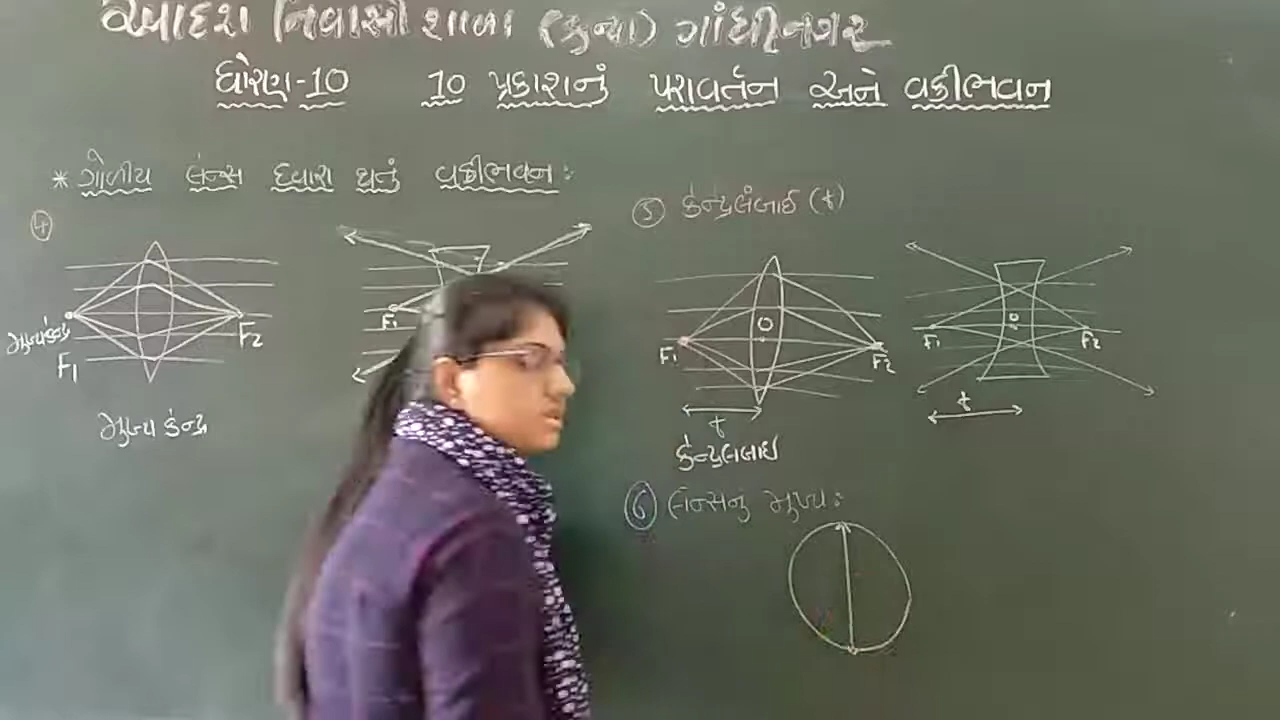 આદર્શ નિવાસી શાળા (કન્યા) ગાંધીનગર
ધોરણ-10 10 પ્રકાશનું પરાવર્તન અને વક્રીભવન
* ગોળીય લેન્સ દ્વારા થતું વક્રીભવન:
4
મુખ્યકેન્દ્ર
F1
F2
મુખ્ય કેન્દ્ર
F1
5 કેન્દ્રલંબાઈ (f)
F1
O
F2
f
કેન્દ્રલંબાઈ
F1
O
F2
f
6 લેન્સનું મુખ્ય: